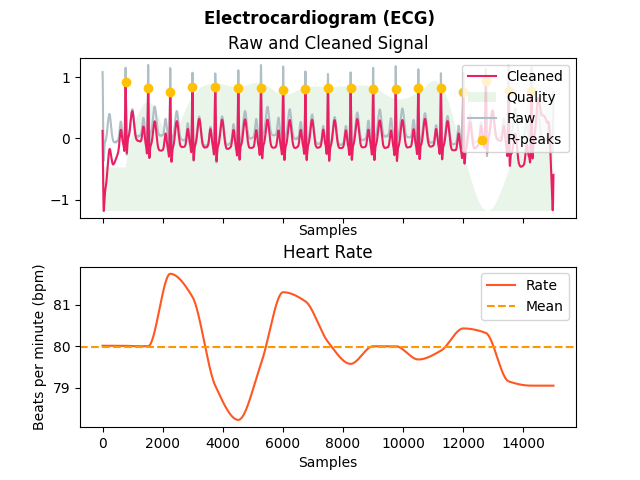 Electrocardiogram (ECG)
Raw and Cleaned Signal
1
0
−1
Cleaned
Quality
Raw
R-peaks
Samples
Heart Rate
Beats per minute (bpm)
81
80
79
Rate
Mean
0 2000 4000 6000 8000 10000 12000 14000
Samples